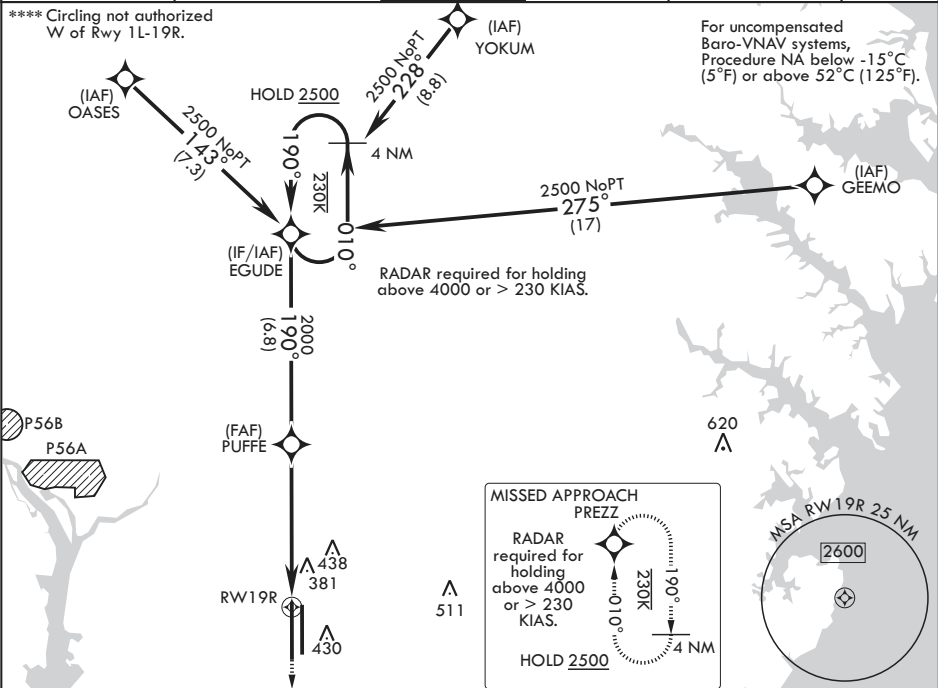 **** Circling not authorized
W of Rwy 1L-19R.
(IAF)
YOKUM
For uncompensated
Baro-VNAV systems,
Procedure NA below -15°C
(5°F) or above 52°C (125°F).
(IAF)
OASES
2500 NoPT
143°
(7.3)
HOLD 2500
2500 NoPT
228°
(8.8)
4 NM
190°
230K
010°
2500 NoPT
275°
(17)
(IAF)
GEEMO
(IF/IAF)
EGUDE
RADAR required for holding
above 4000 or > 230 KIAS.
2000
190°
(6.8)
P56B
P56A
(FAF)
PUFFE
620
438
381
RW19R
430
511
MISSED APPROACH
PREZZ
RADAR
required for
holding
above 4000
or > 230
KIAS.
010°
230K
190°
4 NM
HOLD 2500
MSA RW19R 25 NM
2600